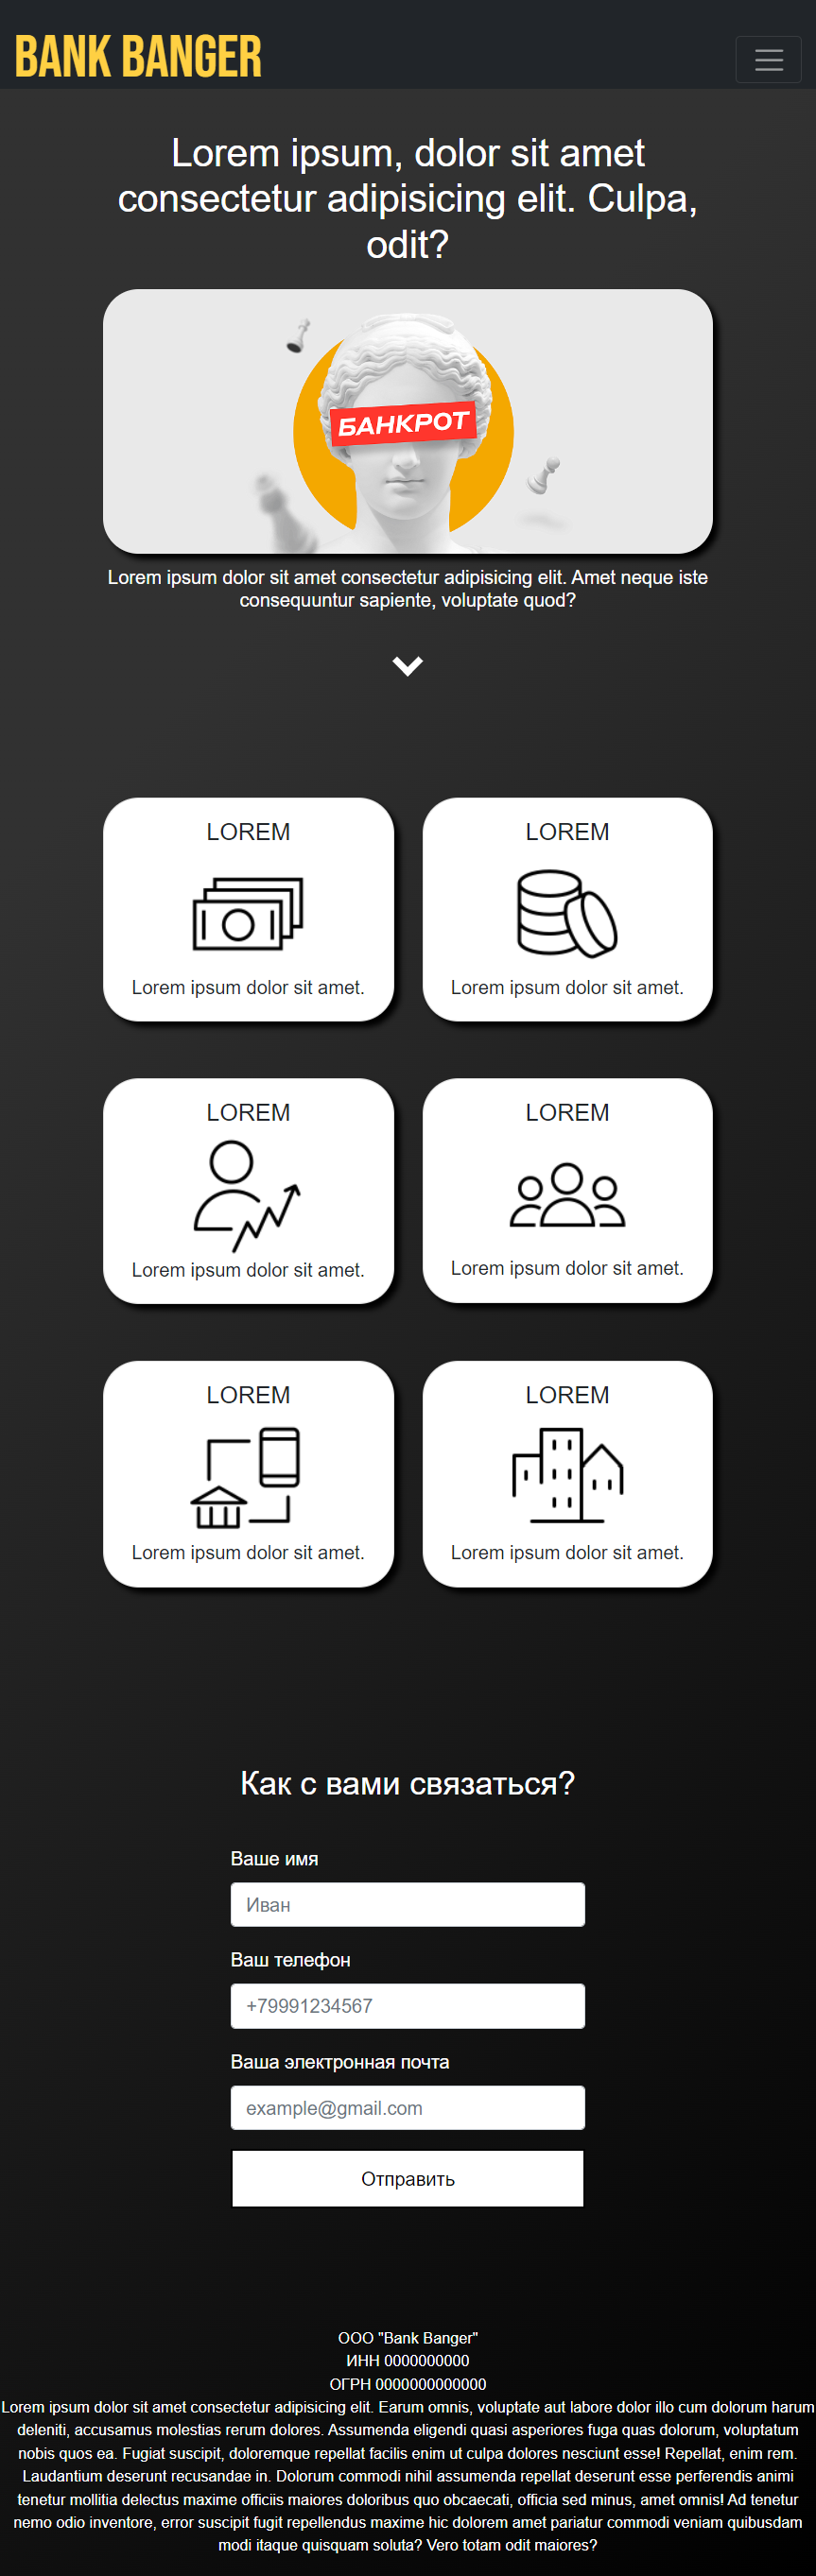 BANK BANGER
Lorem ipsum, dolor sit amet
consectetur adipisicing elit. Culpa,
odit?
БАНКРОТ
Lorem ipsum dolor sit amet consectetur adipisicing elit. Amet neque iste
consequuntur sapiente, voluptate quod?
LOREM
Lorem ipsum dolor sit amet.
LOREM
Lorem ipsum dolor sit amet.
LOREM
Lorem ipsum dolor sit amet.
LOREM
Lorem ipsum dolor sit amet.
LOREM
Lorem ipsum dolor sit amet.
LOREM
Lorem ipsum dolor sit amet.
Как с вами связаться?
Ваше имя
Иван
Ваш телефон
+79991234567
Ваша электронная почта
example@gmail.com
Отправить
ООО "Bank Banger"
ИНН 0000000000
ОГРН 0000000000000
Lorem ipsum dolor sit amet consectetur adipisicing elit. Earum omnis, voluptate aut labore dolor illo cum dolorum harum
deleniti, accusamus molestias rerum dolores. Assumenda eligendi quasi asperiores fuga quas dolorum, voluptatum
nobis quos ea. Fugiat suscipit, doloremque repellat facilis enim ut culpa dolores nesciunt esse! Repellat, enim rem.
Laudantium deserunt recusandae in. Dolorum commodi nihil assumenda repellat deserunt esse perferendis animi
tenetur mollitia delectus maxime officiis maiores doloribus quo obcaecati, officia sed minus, amet omnis! Ad tenetur
nemo odio inventore, error suscipit fugit repellendus maxime hic dolorem amet pariatur commodi veniam quibusdam
modi itaque quisquam soluta? Vero totam odit maiores?